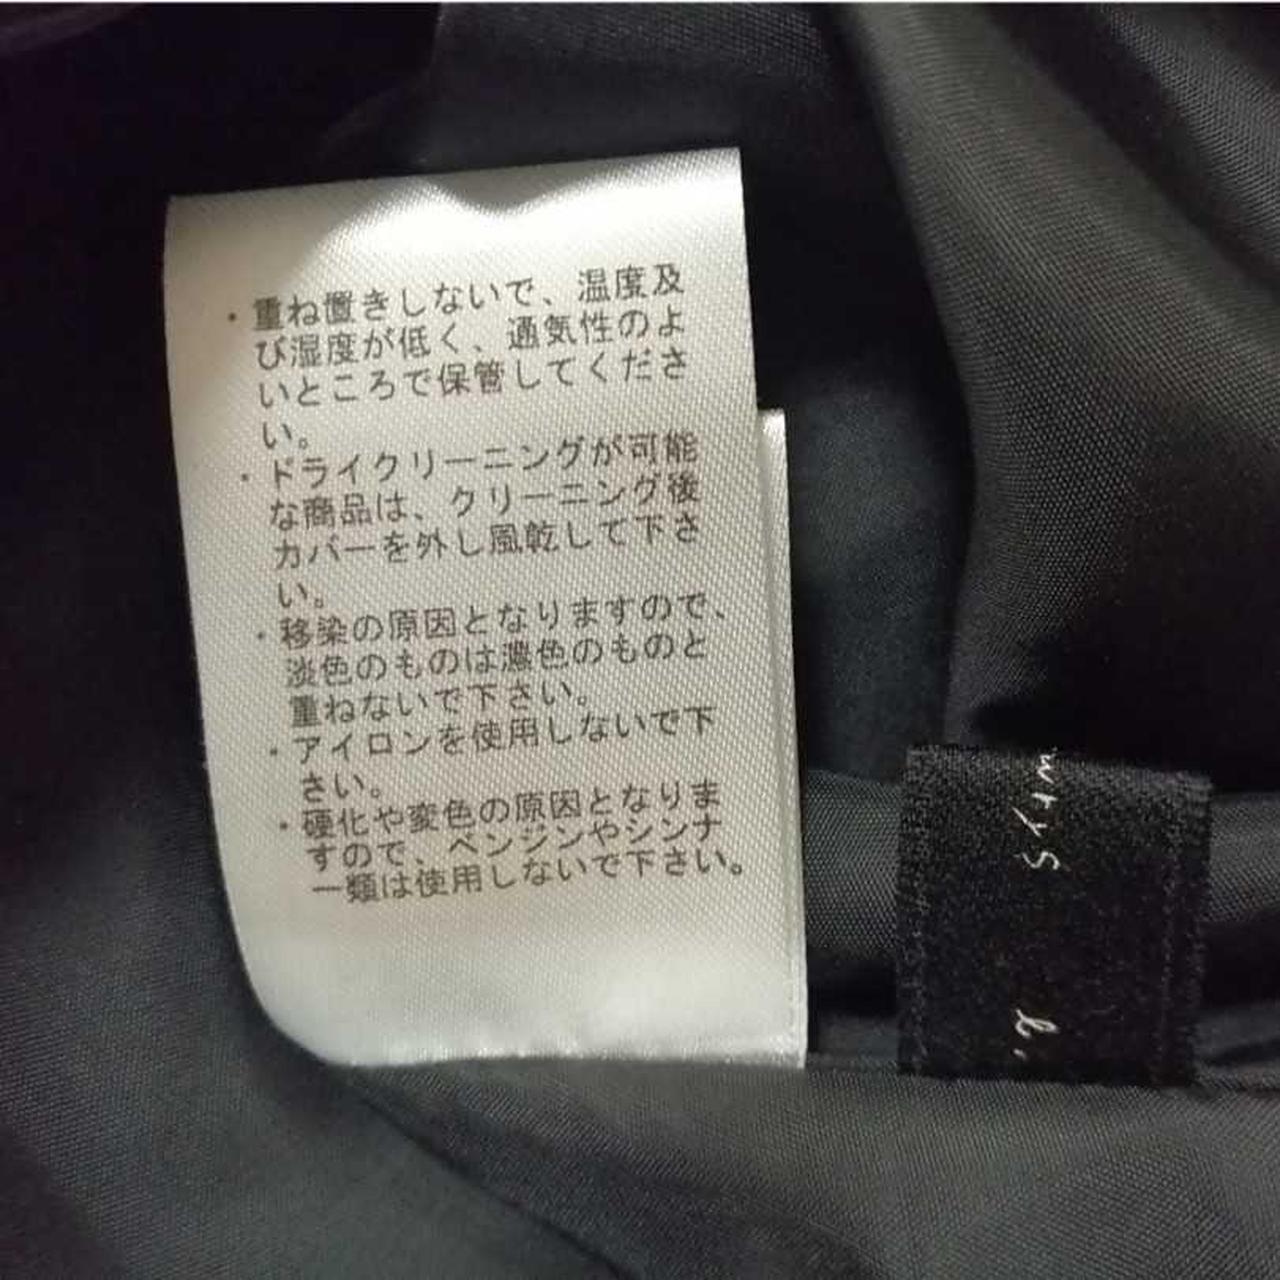 ・重ね置きしないで、温度及
び湿度が低く、通気性のよ
いところで保管してくださ
い。
・ドライクリーニングが可能
な商品は、クリーニング後
カバーを外し風乾して下さ
い。
・移染の原因となりますので、
淡色のものは濃色のものと
重ねないで下さい。
・アイロンを使用しないで下
さい。
・硬化や変色の原因となりま
すので、ベンジンやシンナ
ー類は使用しないで下さい。